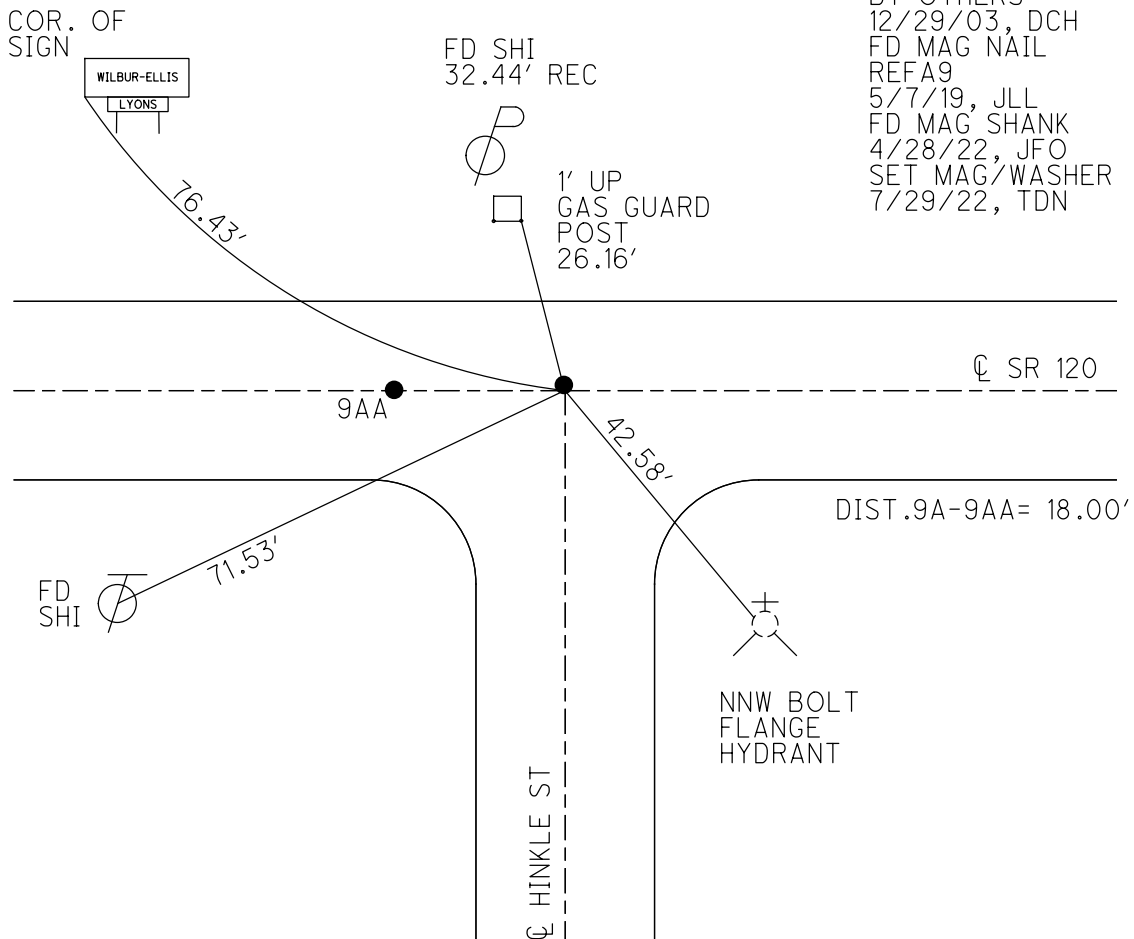 COR. OF
SIGN
WILBUR-ELLIS
LYONS
FD SHI
32.44' REC
BY OTHERS
12/29/03, DCH
FD MAG NAIL
REFA9
5/7/19, JLL
FD MAG SHANK
4/28/22, JFO
SET MAG/WASHER
7/29/22, TDN
1' UP
GAS GUARD
POST
26.16'
76.43'
℄ SR 120
9AA
42.58'
DIST.9A-9AA= 18.00'
71.53'
FD
SHI
NNW BOLT
FLANGE
HYDRANT
℄ HINKLE ST